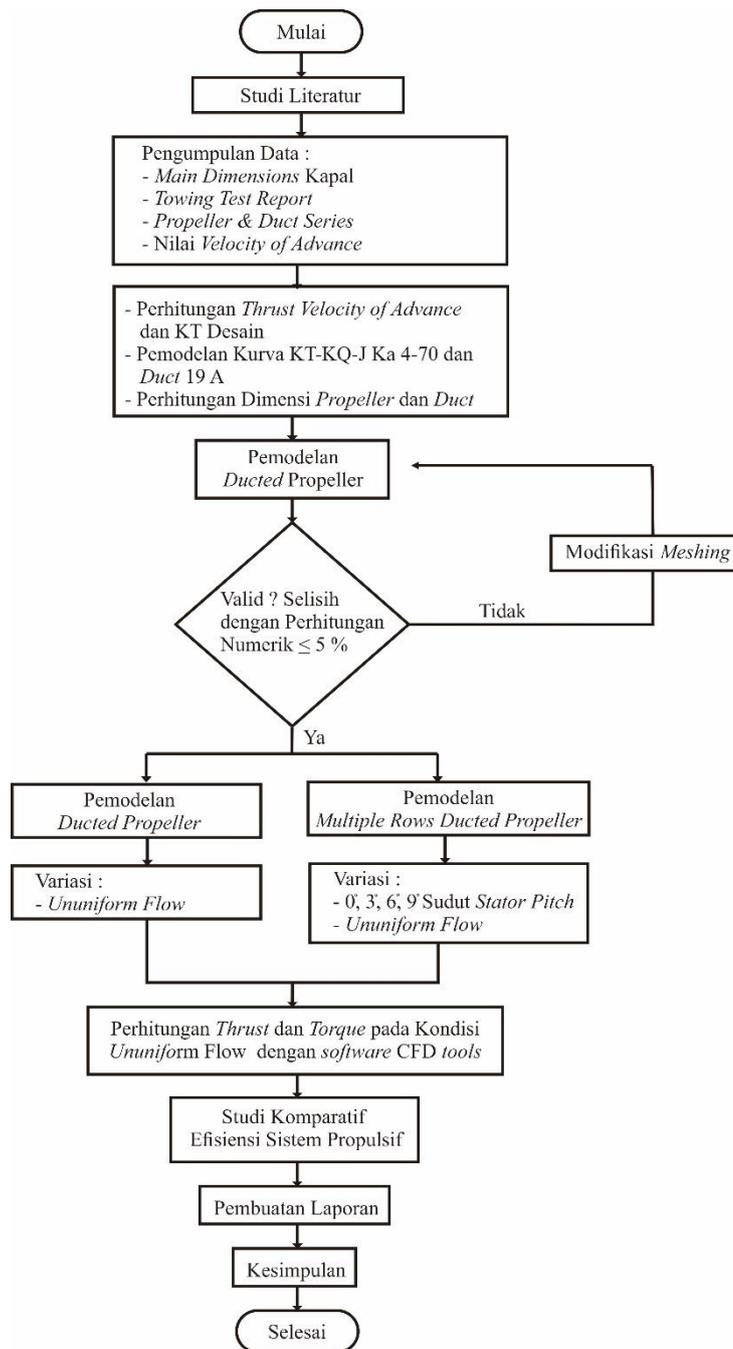 Mulai
Studi Literatur
Pengumpulan Data :
- Main Dimensions Kapal
- Towing Test Report
- Propeller & Duct Series
- Nilai Velocity of Advance
- Perhitungan Thrust Velocity of Advance
dan KT Desain
- Pemodelan Kurva KT-KQ-J Ka 4-70 dan
Duct 19 A
- Perhitungan Dimensi Propeller dan Duct
Pemodelan
Ducted Propeller
Modifikasi Meshing
Valid ? Selisih
dengan Perhitungan
Numerik ≤ 5 %
Tidak
Ya
Pemodelan
Ducted Propeller
Pemodelan
Multiple Rows Ducted Propeller
Variasi :
- Ununiform Flow
Variasi :
- 0°, 3°, 6°, 9° Sudut Stator Pitch
- Ununiform Flow
Perhitungan Thrust dan Torque pada Kondisi
Ununiform Flow dengan software CFD tools
Studi Komparatif
Efisiensi Sistem Propulsif
Pembuatan Laporan
Kesimpulan
Selesai